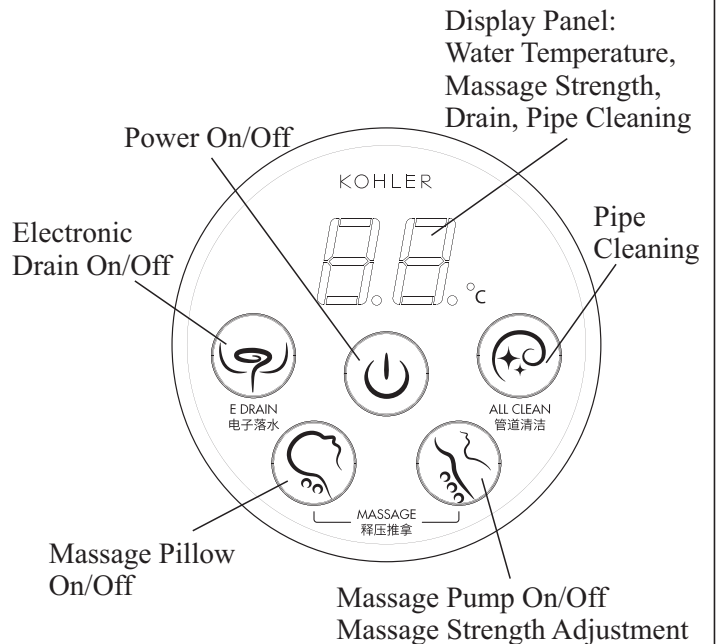 Display Panel:
Water Temperature,
Massage Strength,
Drain, Pipe Cleaning
Power On/Off
KOHLER
Electronic
Drain On/Off
Pipe
Cleaning
88
°C
E DRAIN
电子落水
ALL CLEAN
管道清洁
MASSAGE
释压推拿
Massage Pillow
On/Off
Massage Pump On/Off
Massage Strength Adjustment